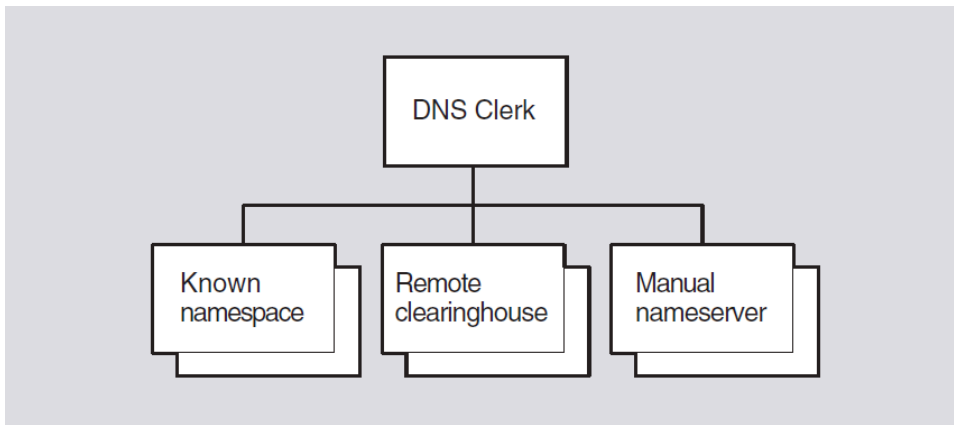 DNS Clerk
Known
namespace
Remote
clearinghouse
Manual
nameserver